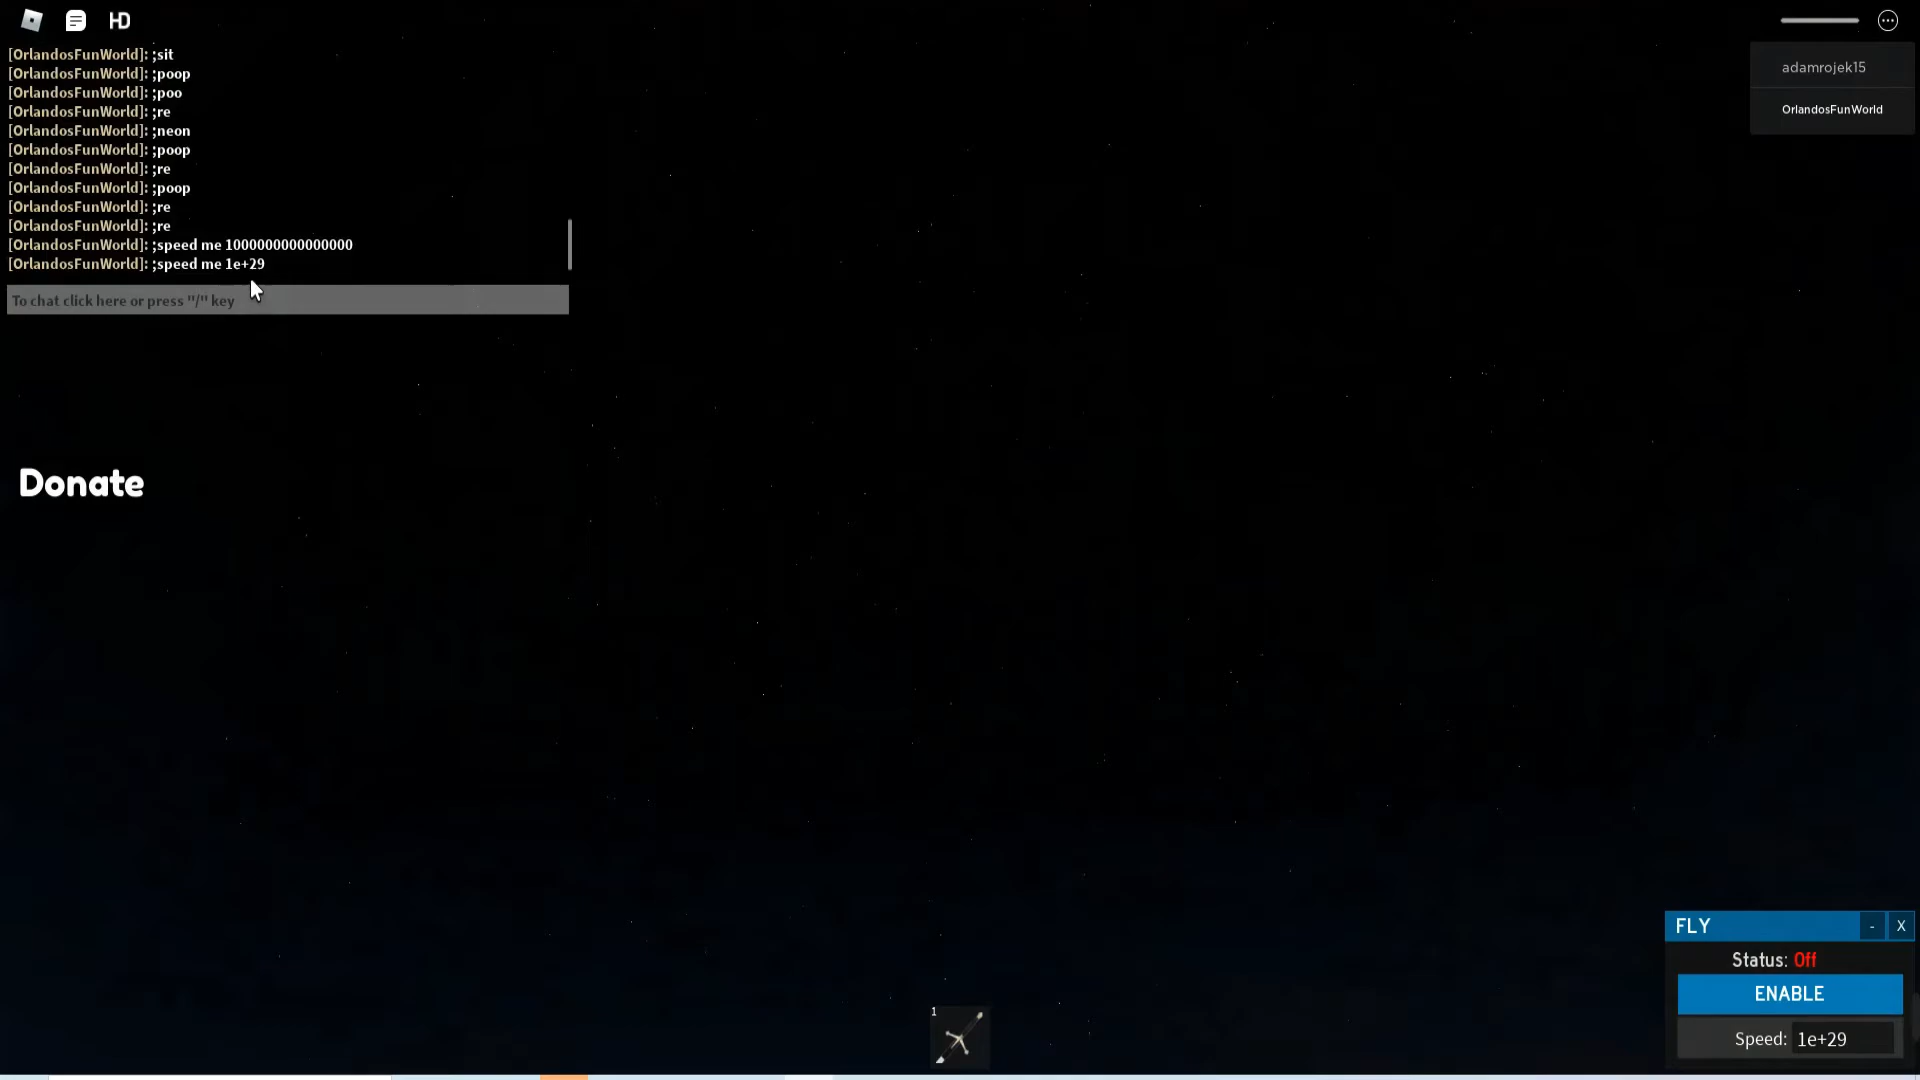 HD
[OrlandosFunWorld]: ;sit
[OrlandosFunWorld]: ;poop
[OrlandosFunWorld]: ;poo
[OrlandosFunWorld]: ;re
[OrlandosFunWorld]: ;neon
[OrlandosFunWorld]: ;poop
[OrlandosFunWorld]: ;re
[OrlandosFunWorld]: ;poop
[OrlandosFunWorld]: ;re
[OrlandosFunWorld]: ;re
[OrlandosFunWorld]: ;speed me 1000000000000000
[OrlandosFunWorld]: ;speed me 1e+29
To chat click here or press "/" key
adamrojek15
OrlandosFunWorld
Donate
1
FLY - X
Status: Off
ENABLE
Speed: 1e+29